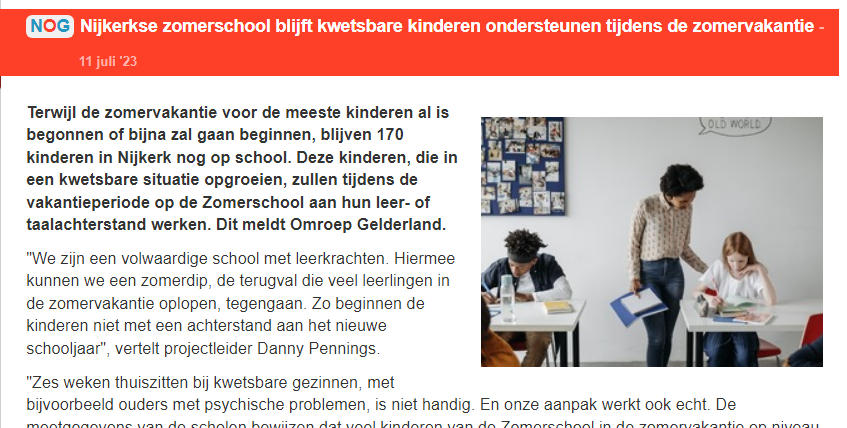 NOG Nijkerkse zomerschool blijft kwetsbare kinderen ondersteunen tijdens de zomervakantie -
11 juli '23
Terwijl de zomervakantie voor de meeste kinderen al is
begonnen of bijna zal gaan beginnen, blijven 170
kinderen in Nijkerk nog op school. Deze kinderen, die in
een kwetsbare situatie opgroeien, zullen tijdens de
vakantieperiode op de Zomerschool aan hun leer- of
taalachterstand werken. Dit meldt Omroep Gelderland.
OLD WORLD
"We zijn een volwaardige school met leerkrachten. Hiermee
kunnen we een zomerdip, de terugval die veel leerlingen in
de zomervakantie oplopen, tegengaan. Zo beginnen de
kinderen niet met een achterstand aan het nieuwe
schooljaar", vertelt projectleider Danny Pennings.
"Zes weken thuiszitten bij kwetsbare gezinnen, met
bijvoorbeeld ouders met psychische problemen, is niet handig. En onze aanpak werkt ook echt. De
meetgegevens van de scholen bewijzen dat veel kinderen van de Zomerschool in de zomervakantie op niveau